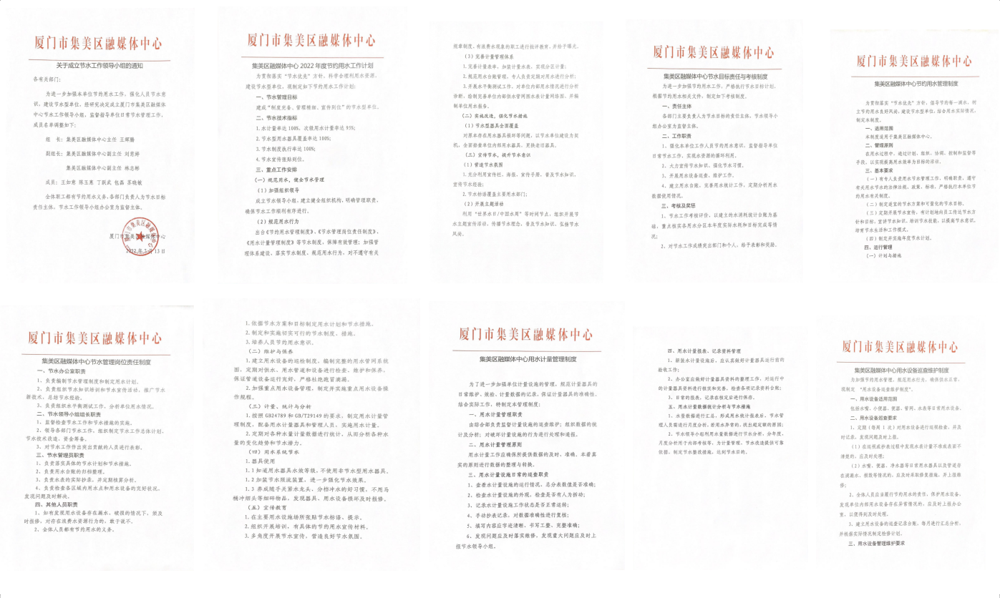 厦门市集美区融媒体中心
关于成立节水工作领导小组的通知
各有关部门：
为进一步加强本单位节约用水工作，强化人员节水意
识，建设节水型单位，经研究决定成立厦门市集美区融媒体
中心节水工作领导小组，监督指导单位日常节水管理工作，
成员名单调整如下：
组 长：集美区融媒体中心主任 王辉腾
副组长：集美区融媒体中心副主任 刘意婷
集美区融媒体中心副主任 林志彬
成员：王如意 陈玉惠 丁跃武 包磊 苏晓敏
全体职工都有节约用水义务，各部门负责人为节水目标
责任主体，节水工作领导小组办公室为监督主体。
厦门市集美区融媒体中心
2022年7月13日
厦门市集美区融媒体中心
集美区融媒体中心 2022 年度节约用水工作计划
为贯彻落实“节水优先”方针，科学合理利用水资源，
建设节水型单位，现制定如下节约用水工作计划：
一、节水管理目标
建成“制度完备、管理精细、宣传到位”的节水型单位。
二、节水技术指标
1.水计量率达 100%，次级用水计量率达 95%；
2.节水型用水器具覆盖率达 100%；
3.节水制度执行率达 100%；
4.节水宣传张贴到位。
三、重点工作安排
（一）规范用水，健全节水管理
（1）加强组织领导
成立节水领导小组，建立健全组织机构，明确管理职责，
确保节水工作顺利有序进行。
（2）规范用水行为
出台《节约用水管理制度》、《节水管理岗位责任制度》、
《用水计量管理制度》等节水制度，保障有效管理；加强管
理体系建设，落实节水制度、规范用水行为，对不遵守有关
规章制度、有浪费水现象的职工进行批评教育，并给予曝光。
（3）完善计量管理体系
1.完善计量表率，加装计量水表，实现分区计量；
2.规范用水台账管理，专人负责定期对用水进行分析；
3.开展水平衡测试工作，对单位内部用水情况进行分析
诊断，绘制完善单位内部供水管网图水表计量网络图，并编
制单位用水报告。
（二）实施改造，强化节水措施
（1）节水型器具全面覆盖
对原本存在用水器具损坏等问题，以节水单位建设为契
机，全面排查单位内部用水器具，更换老旧器具。
（三）宣传节水，提升节水意识
（1）营造节水氛围
1.充分利用宣传栏、海报、宣传手册，普及节水知识，
宣传节水经验；
2.节水标语覆盖主要用水部门；
（2）开展主题活动
利用“世界水日/中国水周”等时间节点，组织开展节
水主题宣传活动，传播节水理念，普及节水知识，弘扬节水
风尚。
厦门市集美区融媒体中心
集美区融媒体中心节水目标责任与考核制度
为进一步加强节约用水工作，严格执行节水目标计划，
根据节约用水相关文件，制定如下考核制度。
一、责任主体
各部门主要负责人为节水目标的责任主体，节水领导小
组办公室为监督主体。
二、工作职责
1、强化本单位工作人员节约用水意识，监督指导单位
日常节水工作，实现水资源的循环利用。
2、大力宣传节水知识，强化节水习惯。
3、开展用水设备巡查、维护工作。
4、建立用水台账，完善用水统计工作，定期分析用水
数据使用情况。
三、考核及奖惩
1、节水工作考核评价，以建立的水消耗统计台账为基
础，重点核实各用水分区本年度实际水耗和目标完成等情
况；
2、对节水工作成绩突出部门和个人，给予表彰和奖励。
厦门市集美区融媒体中心
集美区融媒体中心节约用水管理制度
为贯彻落实“节水优先”方针，倡导节约每一滴水，树
立节约用水良好风尚，建设节水型单位，结合用水实际情况，
制定本制度。
一、适用范围
本制度适用于集美区融媒体中心。
二、管理原则
在用水过程中，通过计划、组织、协调、控制和监督等
手段，以实现提高用水效率为目标的活动。
三、基本要求
（一）有专人负责用水节水管理工作，明确职责，遵守
有关用水节水的法律法规、政策、标准，严格执行本单位节
约用水有关制度。
（二）制定适宜的节水方案和可量化的节水目标。
（三）定期开展节水宣传，有计划地向员工传达节水方
针和目标，宣讲节水知识，培训节水技能，以提高节水意识，
培育节水生活和工作模式。
（四）制定并实施年度节水计划。
四、运行管理
（一）计划与措施
厦门市集美区融媒体中心
集美区融媒体中心节水管理岗位责任制度
一、节水办公室职责
1、负责编制节水管理制度和制定用水计划。
2、负责组织节水知识培训和节水宣传活动，推广节水
新技术，总结节水经验。
3、负责组织水平衡测试工作，分析单位用水情况。
二、节水领导小组组长职责
1、监督检查节水工作和节水措施的实施。
2、领导各部门节水工作，组织制定节水工作总体计划、
节水技术改造、资金筹备。
3、对节水工作作出突出贡献的人员进行表彰。
三、节水管理员职责
1、负责落实具体的节水计划和节水措施。
2、负责用水台账的归档整理。
3、负责水表的实际抄录，并定期核算分析。
4、负责检查各区域内用水点和用水设备的完好状况，
发现问题及时解决。
四、其他人员职责
1、如有发现用水设备存在漏水、破损的情况下，须及
时报修，对存在浪费水资源行为的，敢于说不。
2、全体人员都有节约用水的义务。
1.依据节水方案和目标制定用水计划和节水措施。
2.制定和实施切实可行的节水制度、措施。
3.培养人员节约用水意识。
（二）维护与保养
1.建立用水设备的巡检制度，编制完整的用水管网系统
图，定期对供水、用水管道和设备进行检查、维护和保养，
保证管道设备运行完好，严格杜绝跑冒滴漏。
2.加强重点用水设备管理，制定并实施重点用水设备操
作规程。
（三）计量、统计与分析
1.按照 GB24789 和 GB/T29149 的要求，制定用水计量管
理制度，配备用水计量器具和管理人员，实施用水计量。
2.定期对各种水量计量数据进行统计，从而分析各种水
量的变化趋势和节水潜力。
（四）用水系统节水
1.器具使用
1.1 知道用水器具水效等级，不使用非节水型用水器具。
1.2 加装节水限流装置，进一步强化节水效果。
1.3 养成随手关紧水龙头、分档冲水的好习惯，不用马
桶冲烟头等细碎物品，发现器具、用水设备损坏及时报修。
（五）宣传教育
1.在主要用水设施场所张贴节水标语、提示。
2.组织开展培训，有具体的节约用水宣传材料。
3.多角度开展节水宣传，营造良好节水氛围。
厦门市集美区融媒体中心
集美区融媒体中心用水计量管理制度
为了进一步加强单位计量设施的管理，规范计量器具的
日常维护、效验，计量数据的记录，保证计量器具的准确性，
结合实际工作，特制定本管理制度：
一、用水计量管理职责
由综合部负责监督计量设施的巡查维护；组织数据的统
计及分析；对破坏计量设施的行为进行处理和通报。
二、用水计量管理原则
用水计量工作应确保所提供数据的及时、准确，本着真
实的原则进行数据的整理与转换。
三、用水计量设施日常的巡查职责
1、查看水计量设施的运行情况，总分表数值是否准确；
2、检查水计量设施的外观，检查是否有人为拆动；
3、记录水计量设施工作状态是否正常运转；
4、手动抄表记录，对数据准确性进行复核；
5、填写内容应字迹清晰、书写工整、完整准确；
6、发现问题应及时落实维修，发现重大问题应及时上
报节水领导小组。
四、用水计量报表、记录资料管理
1、新装水计量设施后，应认真做好计量器具运行前的
验收工作；
2、办公室应做好计量器具资料的整理工作，对运行中
的计量器具资料进行核实和完善，检查各项记录资料台账；
3、日常的报表、记录在核定后进行保存。
五、用水计量数据统计分析与节水措施
1、水量数据进行汇总，形成用水统计报表后，节水管
理人员需进行月度分析，若用水异常的，找出超定额的原因；
2、节水领导小组利用水量数据进行节水分析，分年度、
月度分析用于内部考核等，为计量管理、节水改造提供可靠
依据，制定节水整改措施，达到节水目的。
厦门市集美区融媒体中心
集美区融媒体中心用水设备巡查维护制度
为加强节约用水管理，规范用水行为，确保供水正常，
现制定 “用水设备巡查维护制度”。
一、用水设备适用范围
包括水嘴、小便器、便器、管网、水表等日常用水设备。
二、用水设备巡查要求
1、定期（每周 1 次）对用水设备进行巡视检查，并及
时记录，发现问题及时上报。
（1）在巡视或抄表过程中发现水表计量不准或表面不
清楚的，应及时处理；
（2）水嘴、便器、净水器等日常用水器具以及管道存
在滴漏水、细裂等情况的，应及时采取修复措施，并上报维
修；
2、全体人员应当履行节约用水的责任，保护用水设备，
发现单位内部用水设备存在异常情况的，应及时上报办公
室，以便得到及时处理。
3、建立用水设备的巡查记录台账，每月进行汇总分析，
并根据实际情况制定检修计划。
三、用水设备管理维护要求